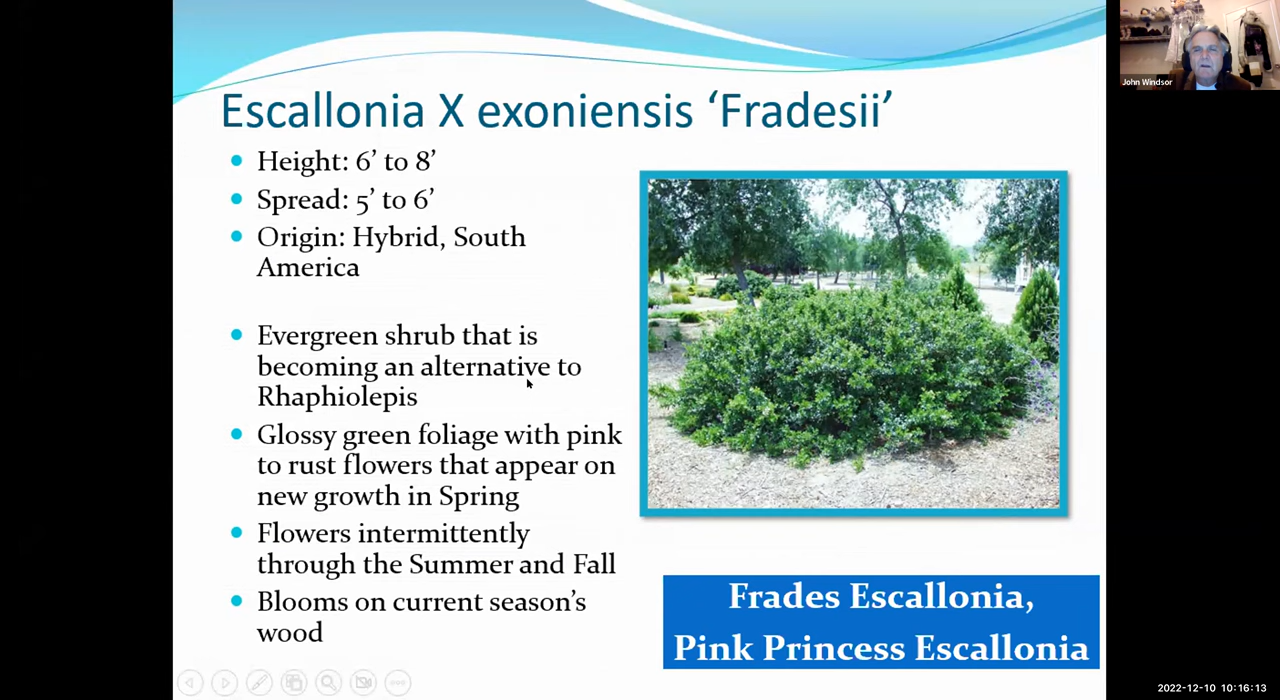 John Windsor
Escallonia X exoniensis ‘Fradesii’
Height: 6’ to 8’
Spread: 5’ to 6’
Origin: Hybrid, South
America
Evergreen shrub that is
becoming an alternative to
Rhaphiolepis
Glossy green foliage with pink
to rust flowers that appear on
new growth in Spring
Flowers intermittently
through the Summer and Fall
Blooms on current season’s
wood
Frades Escallonia,
Pink Princess Escallonia
2022-12-10 10:16:13